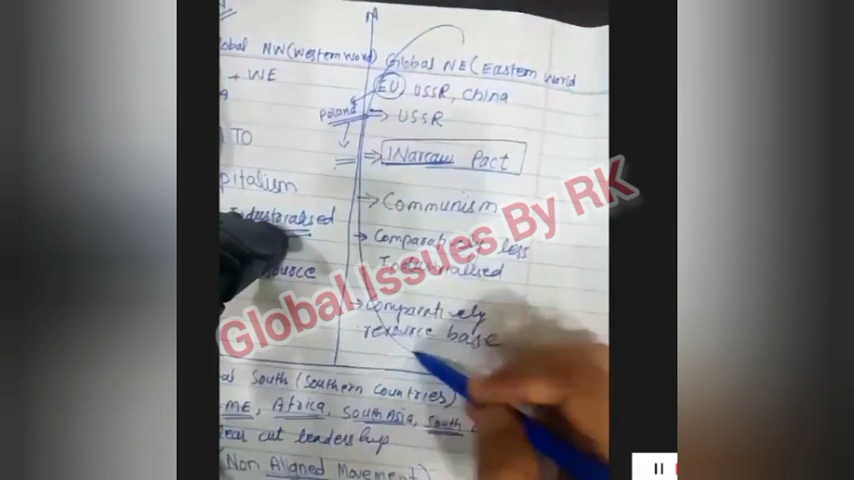 obal NW (Western Word)
+ WE
TO
pitalism
Industrialised
source
Global NE (Eastern World
EU, USSR, China
Poland
USSR
Warsaw Pact
Communism
Comparatively less
Industrialised
Comparatively
resource base
Global Issues By RK
al South (Southern Countries)
ME, Africa, South Asia, South
lear cut leadership
(Non Aligned Movement)